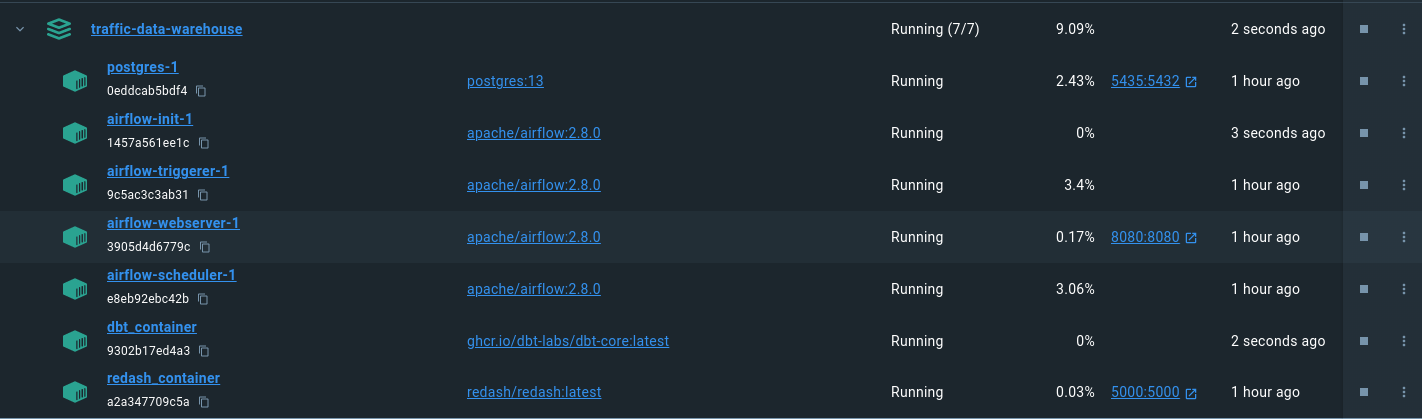 traffic-data-warehouse Running (7/7) 9.09% 2 seconds ago
postgres-1
0eddcab5bdf4 postgres:13 Running 2.43% 5435:5432 1 hour ago
airflow-init-1
1457a561ee1c apache/airflow:2.8.0 Running 0% 3 seconds ago
airflow-triggerer-1
9c5ac3c3ab31 apache/airflow:2.8.0 Running 3.4% 1 hour ago
airflow-webserver-1
3905d4d6779c apache/airflow:2.8.0 Running 0.17% 8080:8080 1 hour ago
airflow-scheduler-1
e8eb92ebc42b apache/airflow:2.8.0 Running 3.06% 1 hour ago
dbt_container
9302b17ed4a3 ghcr.io/dbt-labs/dbt-core:latest Running 0% 2 seconds ago
redash_container
a2a347709c5a redash/redash:latest Running 0.03% 5000:5000 1 hour ago